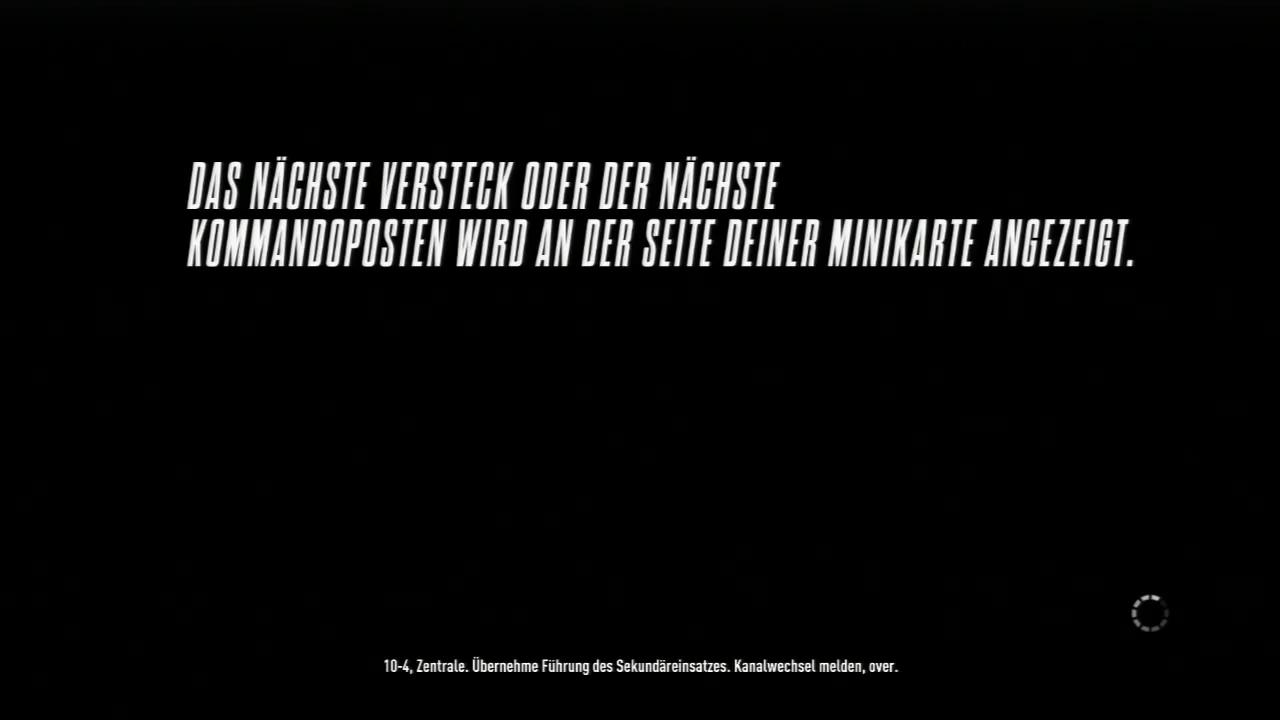 DAS NÄCHSTE VERSTECK ODER DER NÄCHSTE
KOMMANDOPOSTEN WIRD AN DER SEITE DEINER MINIKARTE ANGEZEIGT.
10-4, Zentrale. Übernehme Führung des Sekundäreinsatzes. Kanalwechsel melden, over.